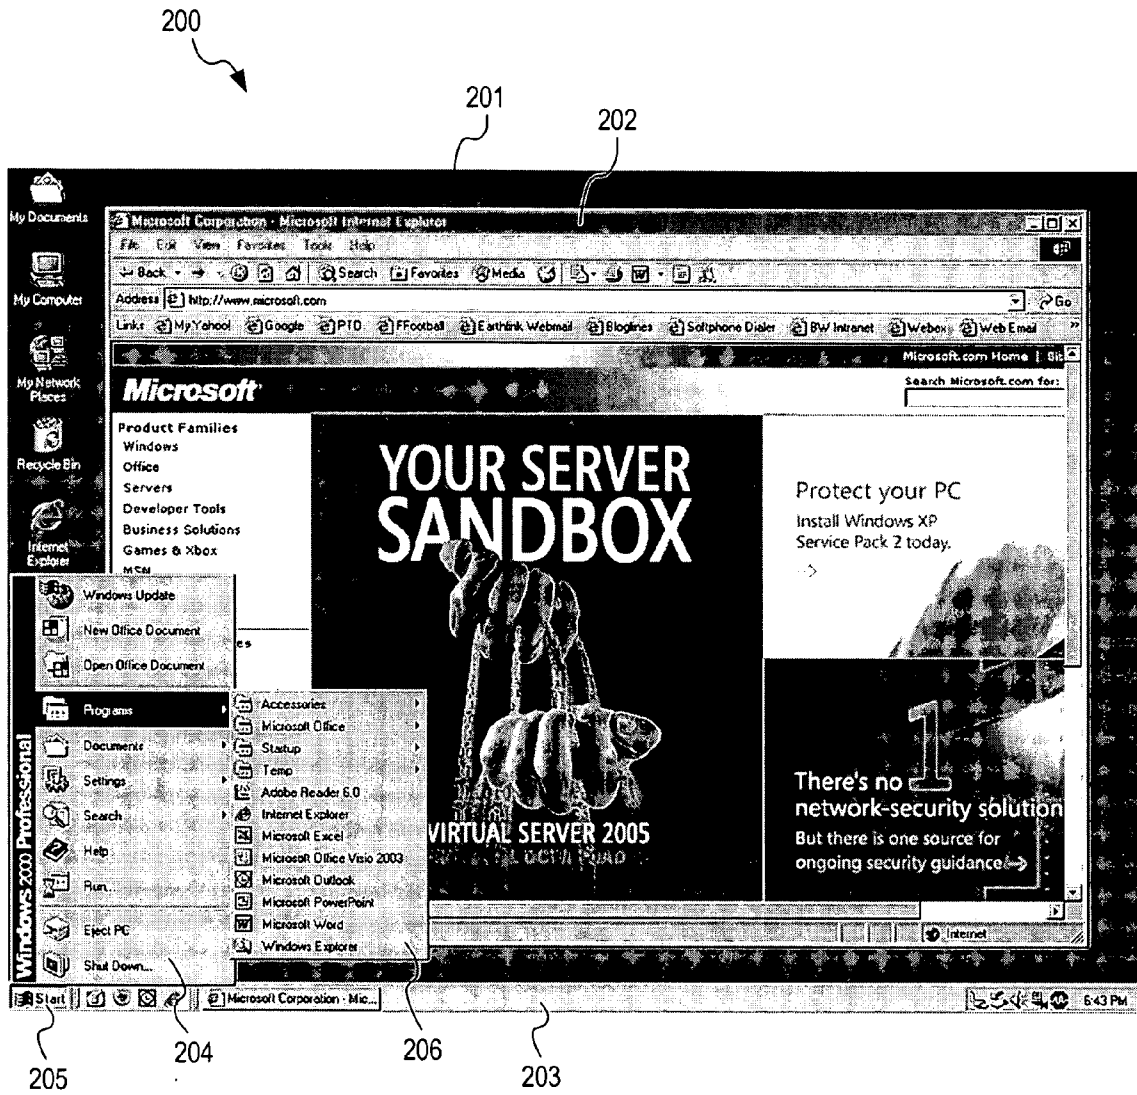 200
201
202
My Documents
My Computer
My Network
Places
Recycle Bin
Internet
Explorer
Microsoft Corporation - Microsoft Internet Explorer
File Edit View Favorites Tools Help
Back Search Favorites Media
Address http://www.microsoft.com Go
Links My Yahoo! Google PTO FFootball Earthlink Webmail Bloglines Softphone Dialer BW Intranet Webex Web Email »
Microsoft.com Home | Sit
Microsoft
Search Microsoft.com for:
Product Families
Windows
Office
Servers
Developer Tools
Business Solutions
Games & Xbox
MSN
es
YOUR SERVER
SANDBOX
VIRTUAL SERVER 2005
Protect your PC
Install Windows XP
Service Pack 2 today.
1
There's no
network-security solution
But there is one source for
ongoing security guidance
Windows 2000 Professional
Windows Update
New Office Document
Open Office Document
Programs
Documents
Settings
Search
Help
Run...
Eject PC
Shut Down...
Accessories
Microsoft Office
Startup
Temp
Adobe Reader 6.0
Internet Explorer
Microsoft Excel
Microsoft Office Visio 2003
Microsoft Outlook
Microsoft PowerPoint
Microsoft Word
Windows Explorer
Internet
Start
Microsoft Corporation - Mic...
6:43 PM
205
204
206
203